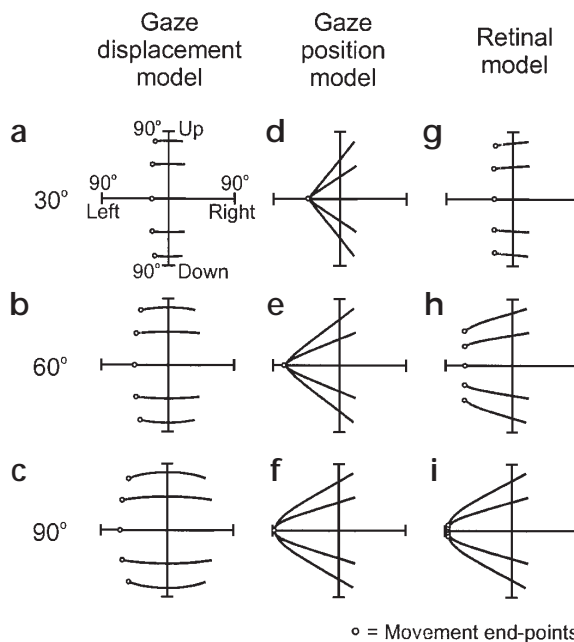 Gaze displacement model
Gaze position model
Retinal model
a
d
g
90° Up
90° Left
90° Right
90° Down
30°
b
e
h
60°
c
f
i
90°
o = Movement end-points